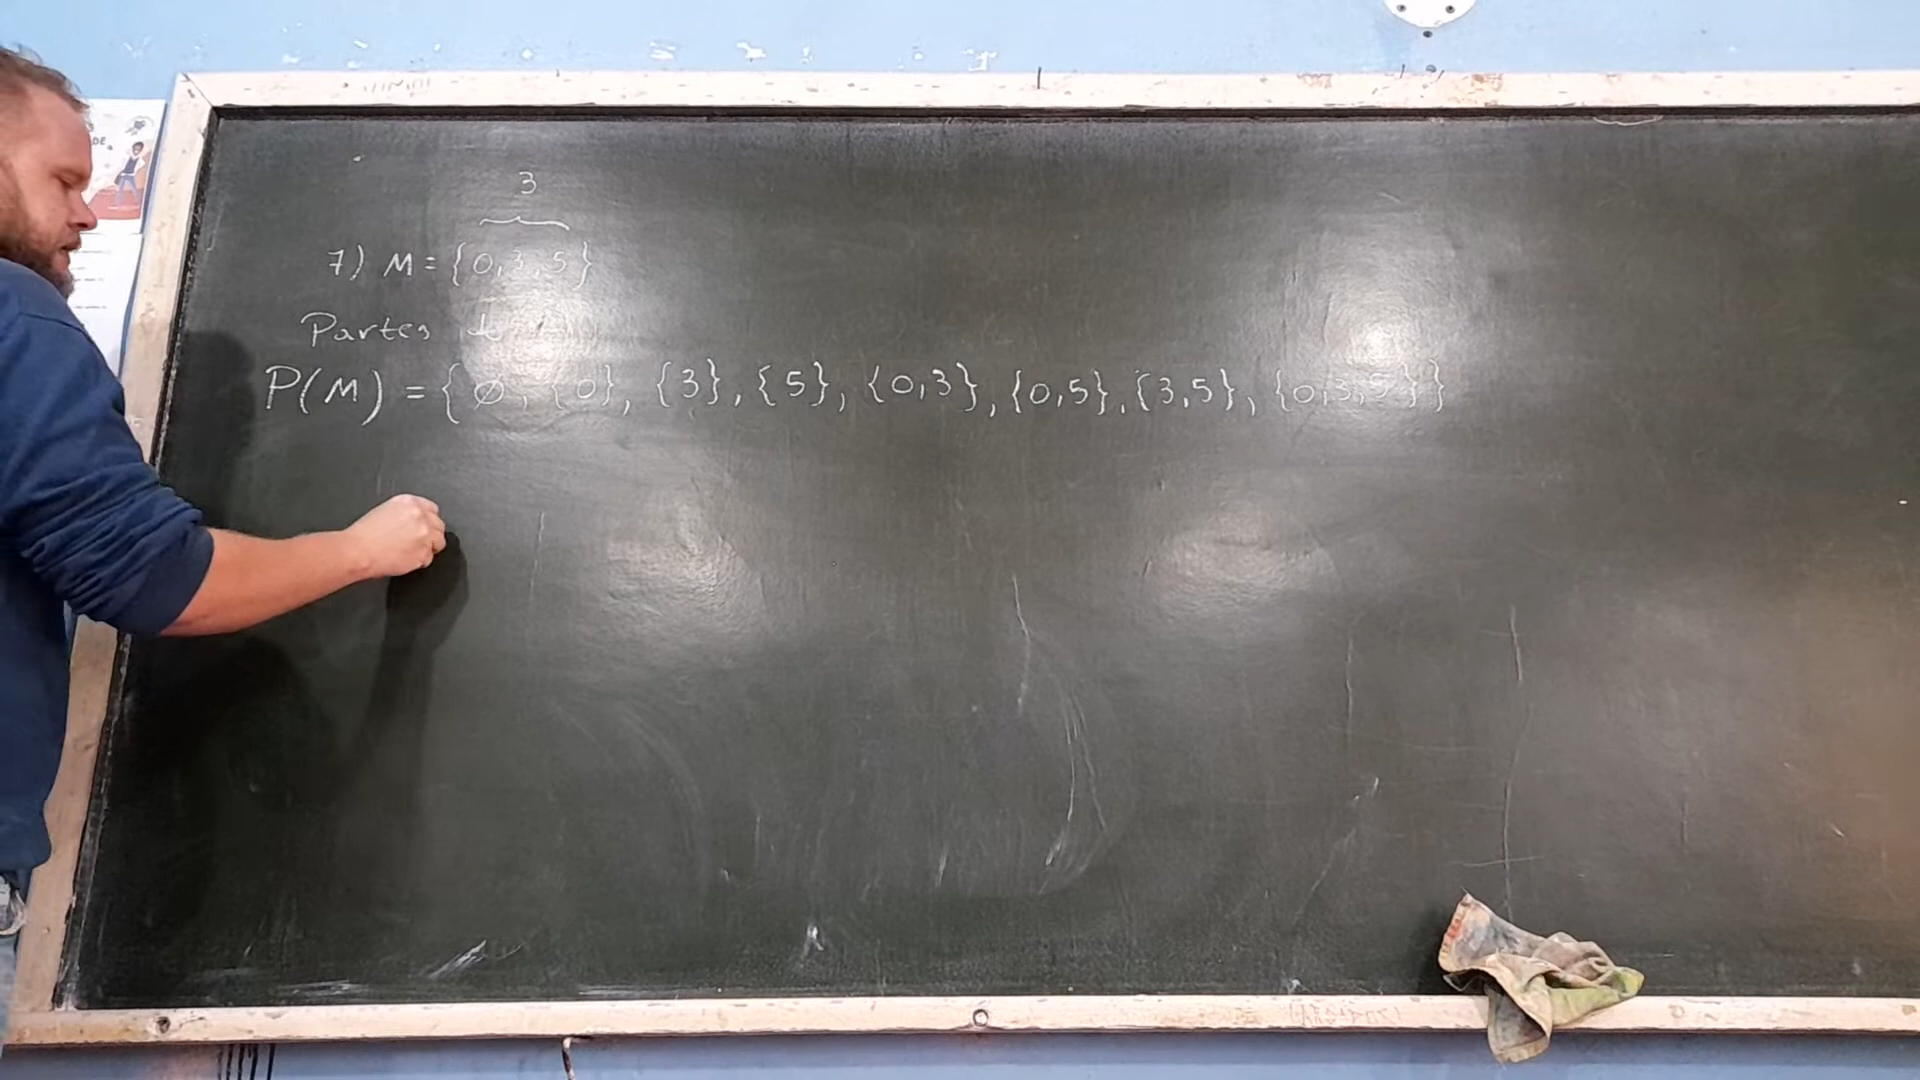 3
7) M = {0,3,5}
Partes
P(M) = {∅, {0}, {3}, {5}, {0,3}, {0,5}, {3,5}, {0,3,5}}
DE